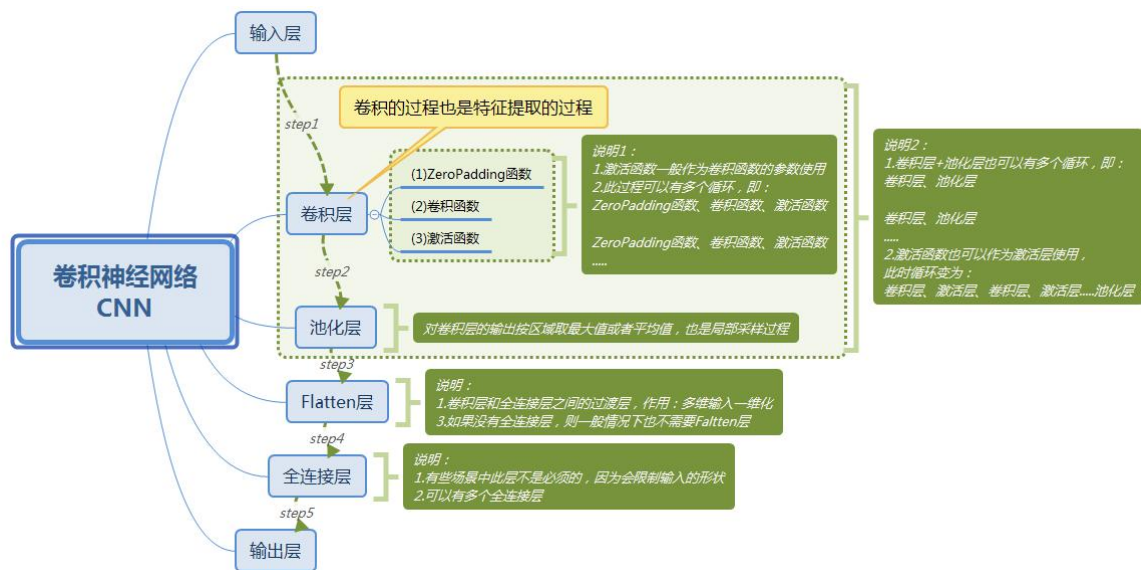 输入层
卷积的过程也是特征提取的过程
step1
(1)ZeroPadding函数
(2)卷积函数
(3)激活函数
说明1：
1.激活函数一般作为卷积函数的参数使用
2.此过程可以有多个循环，即：
ZeroPadding函数、卷积函数、激活函数
ZeroPadding函数、卷积函数、激活函数
.....
说明2：
1.卷积层+池化层也可以有多个循环，即：
卷积层、池化层
卷积层、池化层
.....
2.激活函数也可以作为激活层使用，
此时循环变为：
卷积层、激活层、卷积层、激活层.....池化层
卷积层
step2
卷积神经网络
CNN
池化层
对卷积层的输出按区域取最大值或者平均值，也是局部采样过程
step3
Flatten层
说明：
1.卷积层和全连接层之间的过渡层，作用：多维输入一维化
3.如果没有全连接层，则一般情况下也不需要Faltten层
step4
全连接层
说明：
1.有些场景中此层不是必须的，因为会限制输入的形状
2.可以有多个全连接层
step5
输出层